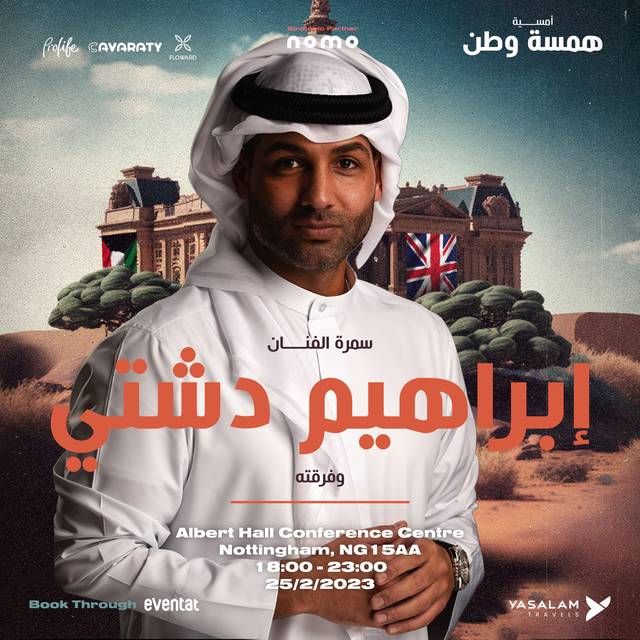 Prolife
CAVARATY
FLOWARD
Strategic Partner
nomo
أمسية
همسة وطن
سمرة الفنان
إبراهيم دشتي
وفرقته
Albert Hall Conference Centre
Nottingham, NG15AA
18:00 - 23:00
25/2/2023
Book Through eventat
YASALAM
TRAVELS